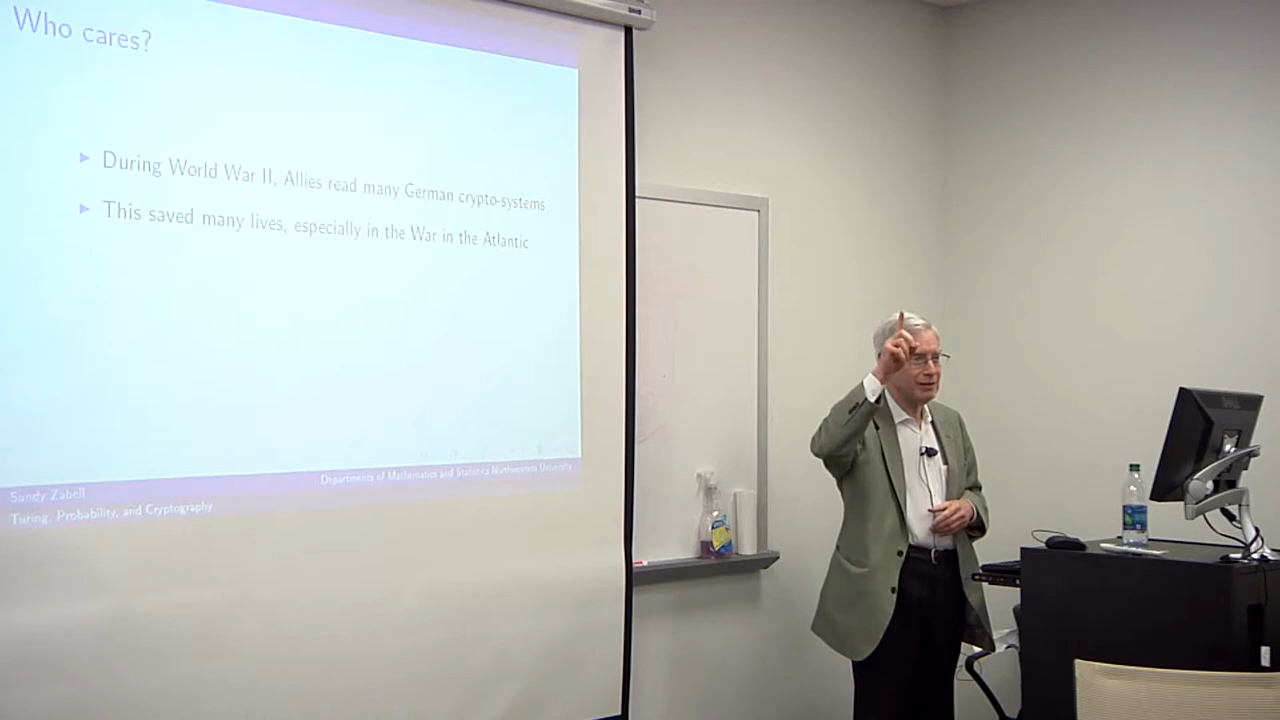 Who cares?
During World War II, Allies read many German crypto-systems
This saved many lives, especially in the War in the Atlantic
Sandy Zabell
Departments of Mathematics and Statistics Northwestern University
Turing, Probability, and Cryptography
DELL